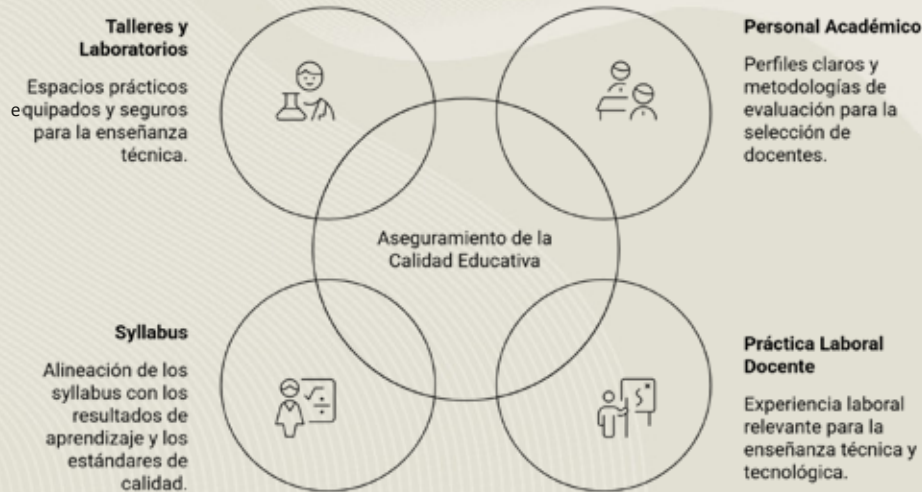 Talleres y
Laboratorios
Espacios prácticos
equipados y seguros
para la enseñanza
técnica.
Personal Académico
Perfiles claros y
metodologías de
evaluación para la
selección de
docentes.
Aseguramiento de la
Calidad Educativa
Syllabus
Alineación de los
syllabus con los
resultados de
aprendizaje y los
estándares de
calidad.
Práctica Laboral
Docente
Experiencia laboral
relevante para la
enseñanza técnica y
tecnológica.